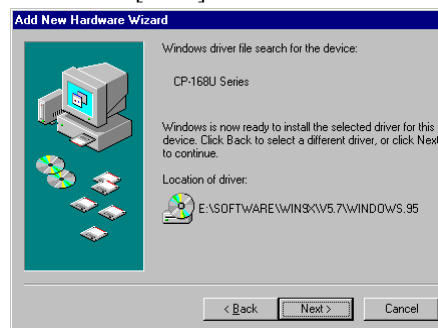 Add New Hardware Wizard
Windows driver file search for the device:
CP-168U Series
Windows is now ready to install the selected driver for this
device. Click Back to select a different driver, or click Next
to continue.
Location of driver:
E:\SOFTWARE\WIN9X\V5.7\WINDOWS.95
< Back
Next >
Cancel